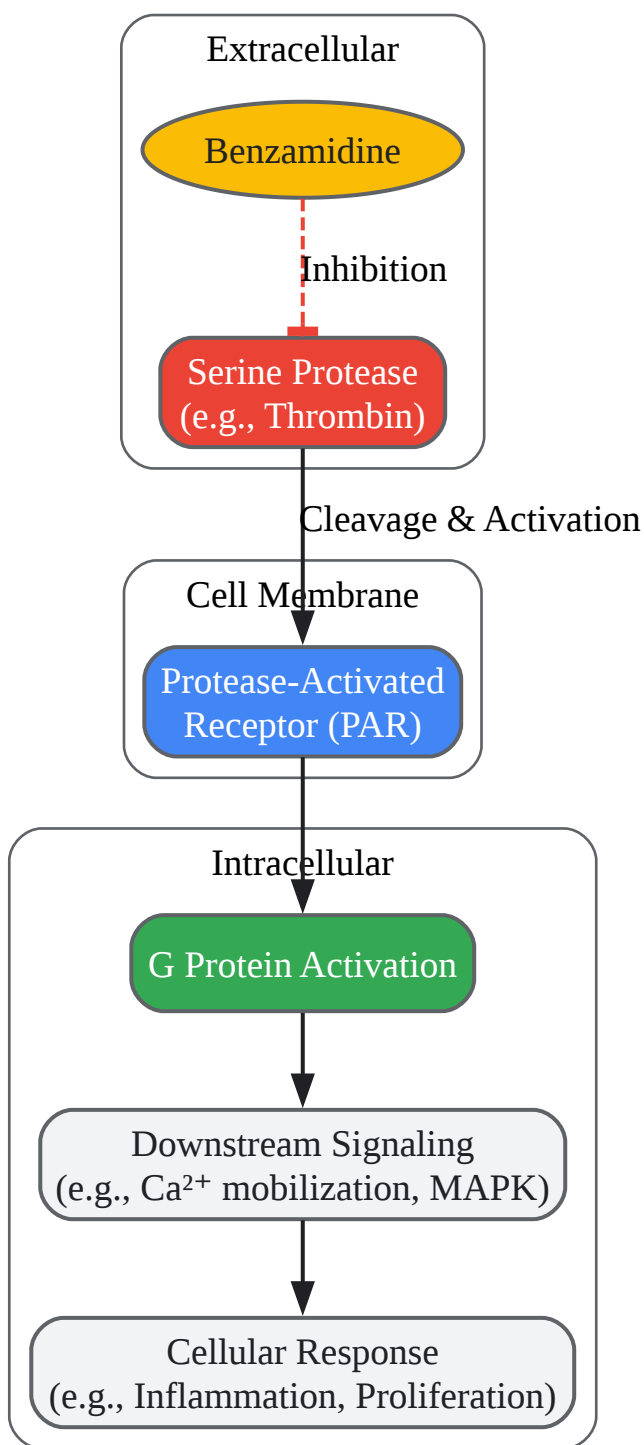 Extracellular
Benzamidine
Inhibition
Serine Protease
(e.g., Thrombin)
Cleavage & Activation
Cell Membrane
Protease-Activated
Receptor (PAR)
Intracellular
G Protein Activation
Downstream Signaling
(e.g., Ca²⁺ mobilization, MAPK)
Cellular Response
(e.g., Inflammation, Proliferation)